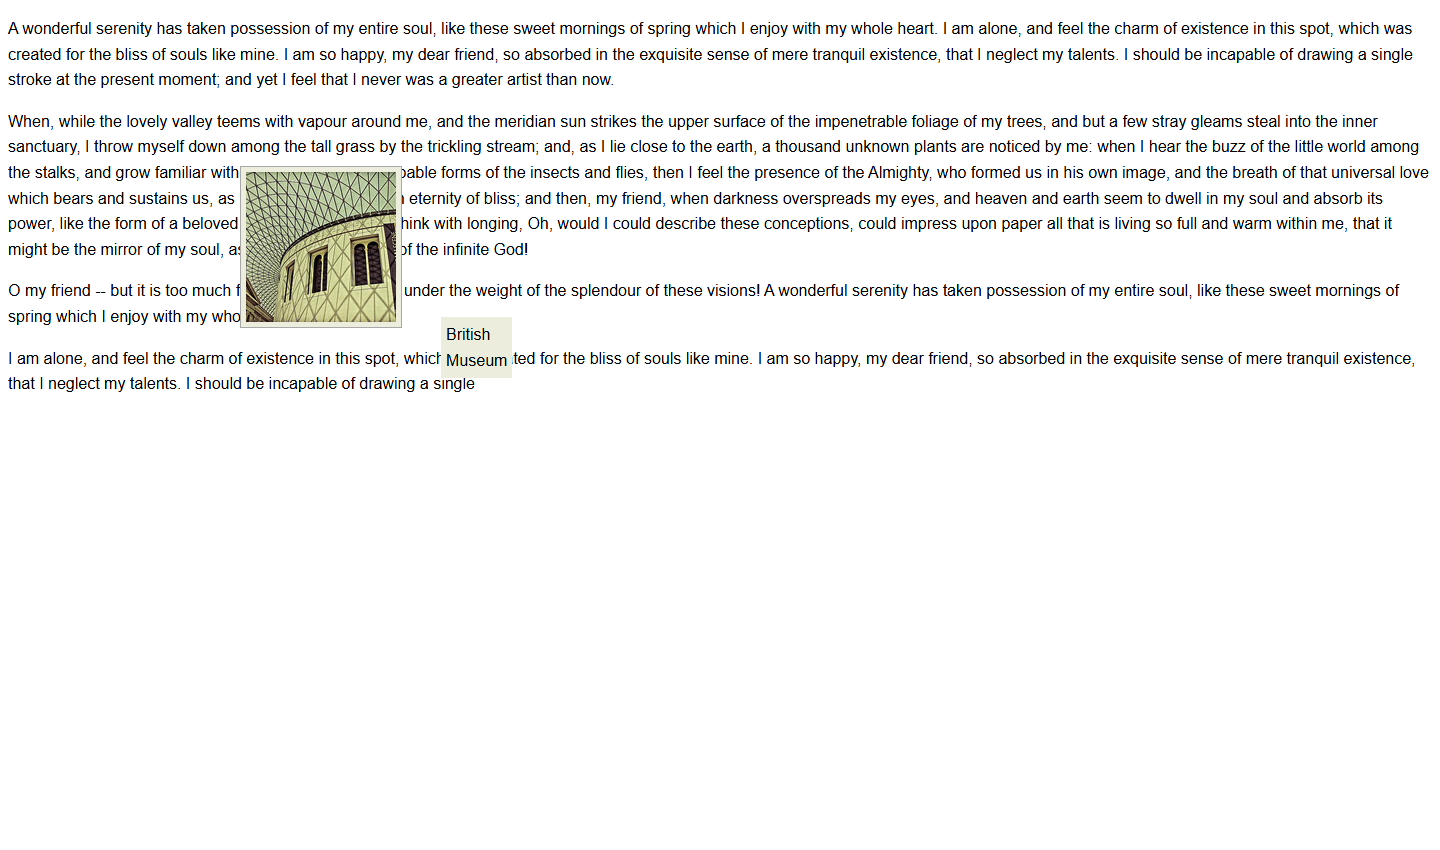 A wonderful serenity has taken possession of my entire soul, like these sweet mornings of spring which I enjoy with my whole heart. I am alone, and feel the charm of existence in this spot, which was
created for the bliss of souls like mine. I am so happy, my dear friend, so absorbed in the exquisite sense of mere tranquil existence, that I neglect my talents. I should be incapable of drawing a single
stroke at the present moment; and yet I feel that I never was a greater artist than now.
When, while the lovely valley teems with vapour around me, and the meridian sun strikes the upper surface of the impenetrable foliage of my trees, and but a few stray gleams steal into the inner
sanctuary, I throw myself down among the tall grass by the trickling stream; and, as I lie close to the earth, a thousand unknown plants are noticed by me: when I hear the buzz of the little world among
the stalks, and grow familiar with forms of the insects and flies, then I feel the presence of the Almighty, who formed us in his own image, and the breath of that universal love
which bears and sustains us, as eternity of bliss; and then, my friend, when darkness overspreads my eyes, and heaven and earth seem to dwell in my soul and absorb its
power, like the form of a beloved with longing, Oh, would I could describe these conceptions, could impress upon paper all that is living so full and warm within me, that it
might be the mirror of my soul, of the infinite God!
O my friend -- but it is too much under the weight of the splendour of these visions! A wonderful serenity has taken possession of my entire soul, like these sweet mornings of
spring which I enjoy with my
British
Museum
I am alone, and feel the charm of existence in this spot, for the bliss of souls like mine. I am so happy, my dear friend, so absorbed in the exquisite sense of mere tranquil existence,
that I neglect my talents. I should be incapable of drawing a single